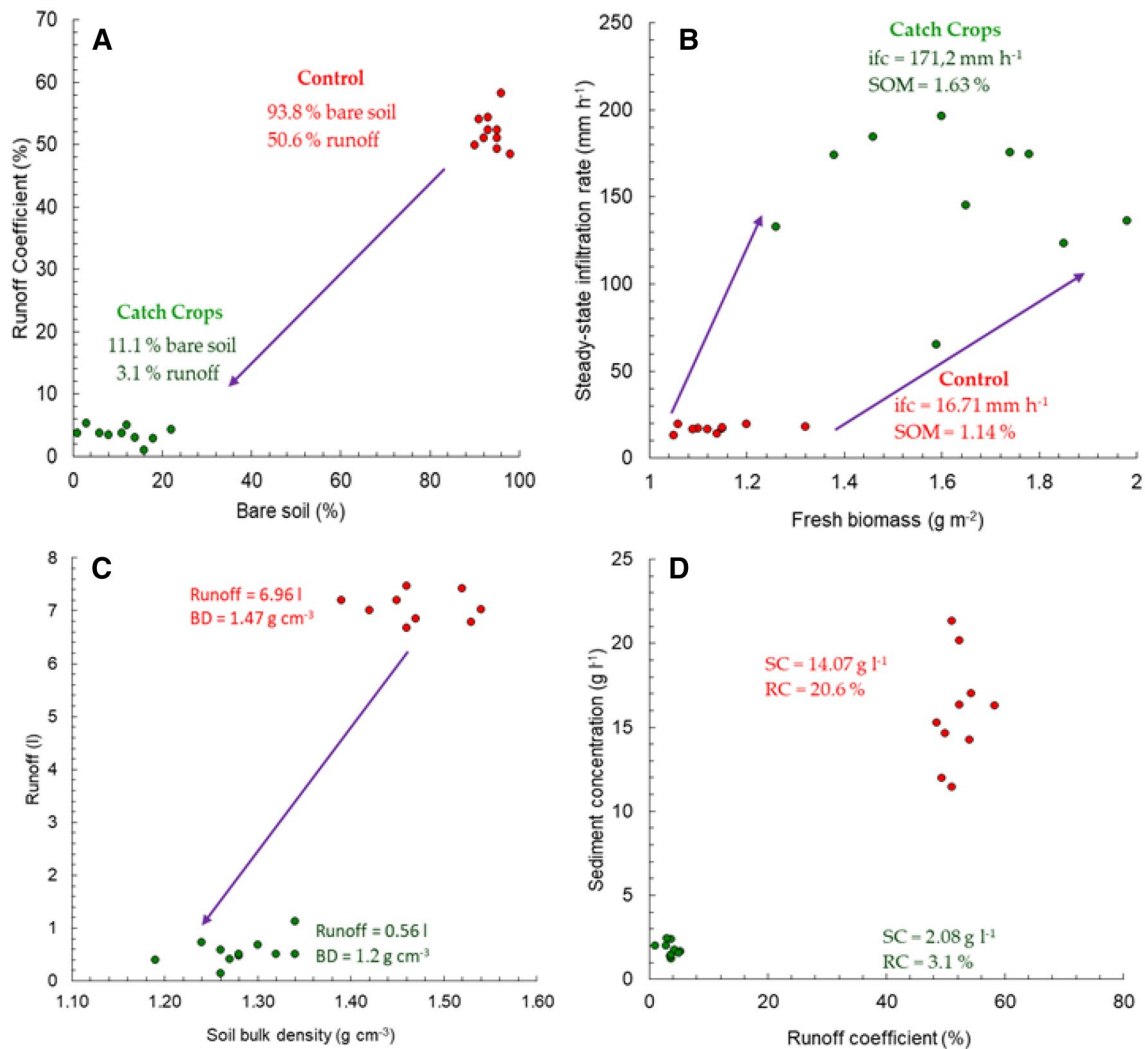 A
Runoff Coefficient (%)
70
60
50
40
30
20
10
0
Control
93.8 % bare soil
50.6 % runoff
Catch Crops
11.1 % bare soil
3.1 % runoff
0 20 40 60 80 100
Bare soil (%)
B
Steady-state infiltration rate (mm h-1)
250
200
150
100
50
0
Catch Crops
ifc = 171,2 mm h-1
SOM = 1.63 %
Control
ifc = 16.71 mm h-1
SOM = 1.14 %
1 1.2 1.4 1.6 1.8 2
Fresh biomass (g m-2)
C
Runoff (l)
8
7
6
5
4
3
2
1
0
Runoff = 6.96 l
BD = 1.47 g cm-3
Runoff = 0.56 l
BD = 1.2 g cm-3
1.10 1.20 1.30 1.40 1.50 1.60
Soil bulk density (g cm-3)
D
Sediment concentration (g l-1)
25
20
15
10
5
0
SC = 14.07 g l-1
RC = 20.6 %
SC = 2.08 g l-1
RC = 3.1 %
0 20 40 60 80
Runoff coefficient (%)